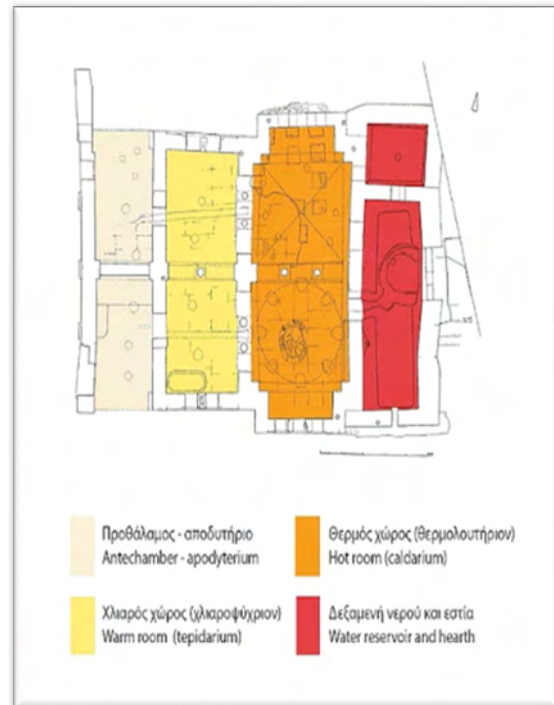 Προθάλαμος - αποδυτήριο
Antechamber - apodyterium
Θερμός χώρος (θερμολουτήριον)
Hot room (caldarium)
Χλιαρός χώρος (χλιαροψύχριον)
Warm room (tepidarium)
Δεξαμενή νερού και εστία
Water reservoir and hearth